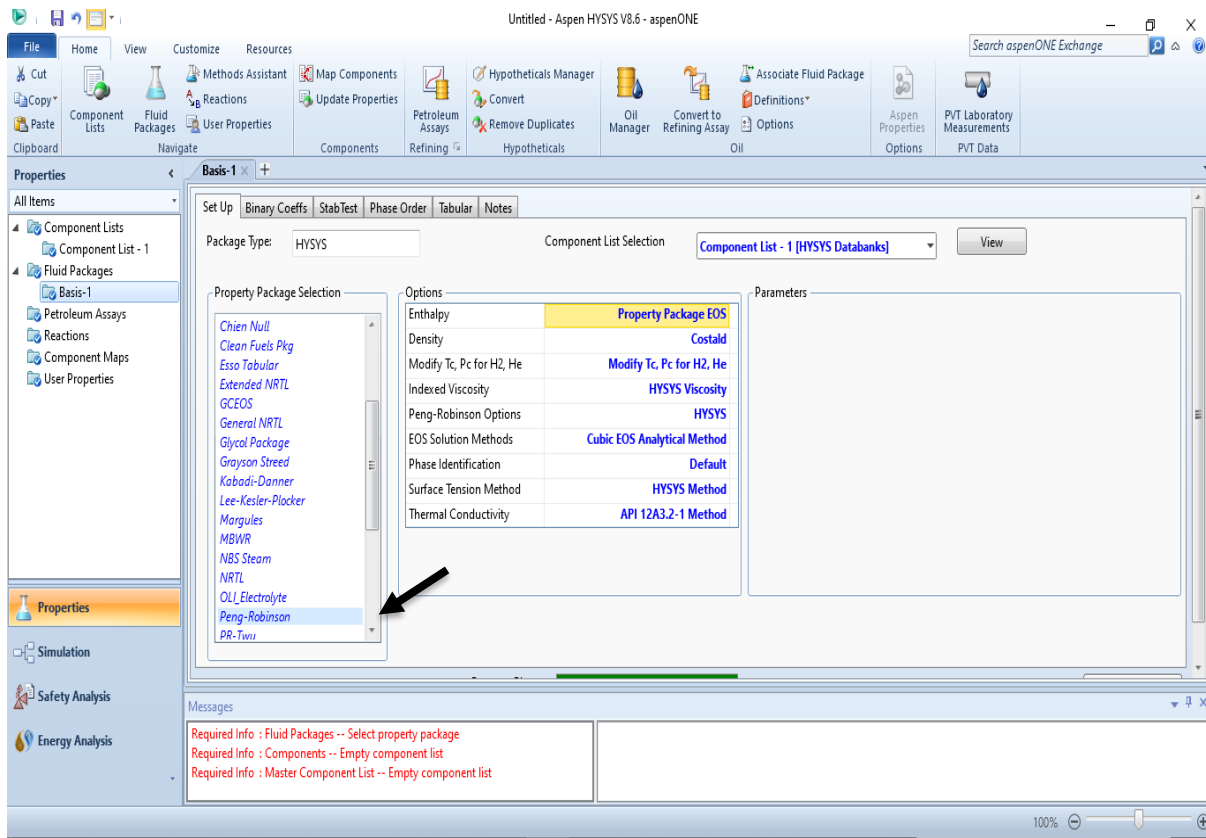 Untitled - Aspen HYSYS V8.6 - aspenONE
File Home View Customize Resources Search aspenONE Exchange
Cut
Copy
Paste
Clipboard
Component Lists
Fluid Packages
Methods Assistant
Reactions
User Properties
Navigate
Map Components
Update Properties
Components
Petroleum Assays
Refining
Hypotheticals Manager
Convert
Remove Duplicates
Hypotheticals
Oil Manager
Convert to Refining Assay
Associate Fluid Package
Definitions
Options
Oil
Aspen Properties
Options
PVT Laboratory Measurements
PVT Data
Properties
All Items
Component Lists
Component List - 1
Fluid Packages
Basis-1
Petroleum Assays
Reactions
Component Maps
User Properties
Properties
Simulation
Safety Analysis
Energy Analysis
Basis-1
Set Up Binary Coeffs StabTest Phase Order Tabular Notes
Package Type: HYSYS Component List Selection Component List - 1 [HYSYS Databanks] View
Property Package Selection
Chien Null
Clean Fuels Pkg
Esso Tabular
Extended NRTL
GCEOS
General NRTL
Glycol Package
Grayson Streed
Kabadi-Danner
Lee-Kesler-Plocker
Margules
MBWR
NBS Steam
NRTL
OLI_Electrolyte
Peng-Robinson
PR-Twu
Options
Enthalpy Property Package EOS
Density Costald
Modify Tc, Pc for H2, He Modify Tc, Pc for H2, He
Indexed Viscosity HYSYS Viscosity
Peng-Robinson Options HYSYS
EOS Solution Methods Cubic EOS Analytical Method
Phase Identification Default
Surface Tension Method HYSYS Method
Thermal Conductivity API 12A3.2-1 Method
Parameters
Messages
Required Info : Fluid Packages -- Select property package
Required Info : Components -- Empty component list
Required Info : Master Component List -- Empty component list
100%